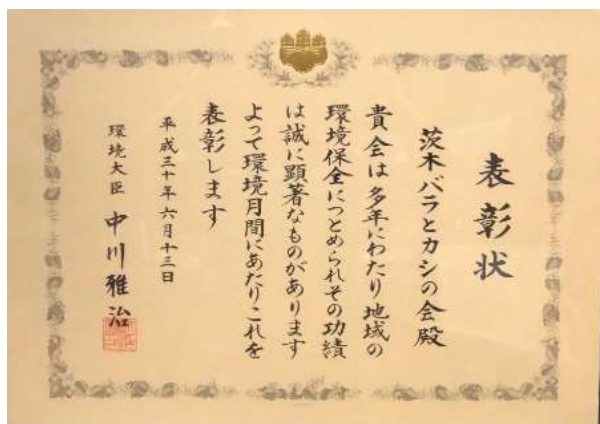 表彰状
茨木バラとカシの会殿
貴会は多年にわたり地域の
環境保全につとめられその功績
は誠に顕著なものがあります
よって環境月間にあたりこれを
表彰します
平成三十年六月十三日
環境大臣 中川雅治